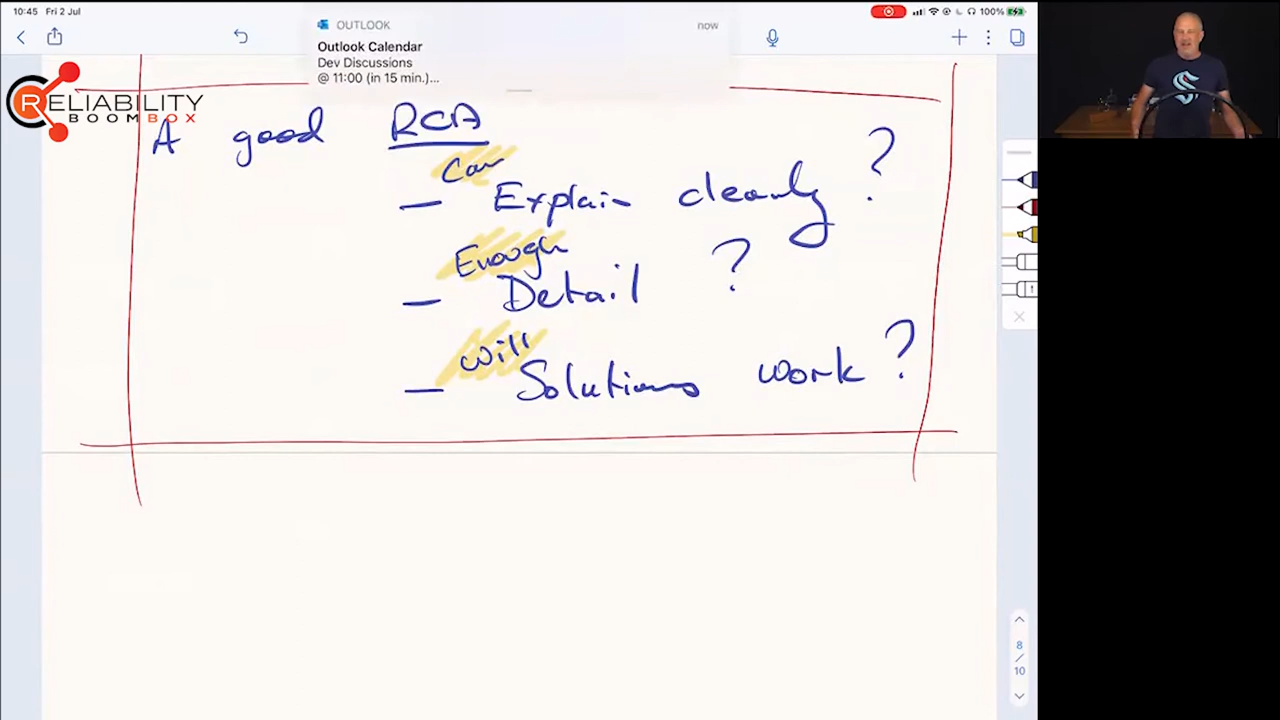 10:45 Fri 2 Jul
100%
OUTLOOK now
Outlook Calendar
Dev Discussions
@ 11:00 (in 15 min.)...
RELIABILITY
BOOMBOX
A good RCA
Can
— Explain clearly ?
Enough
— Detail ?
Will
— Solutions work ?
8
/
10